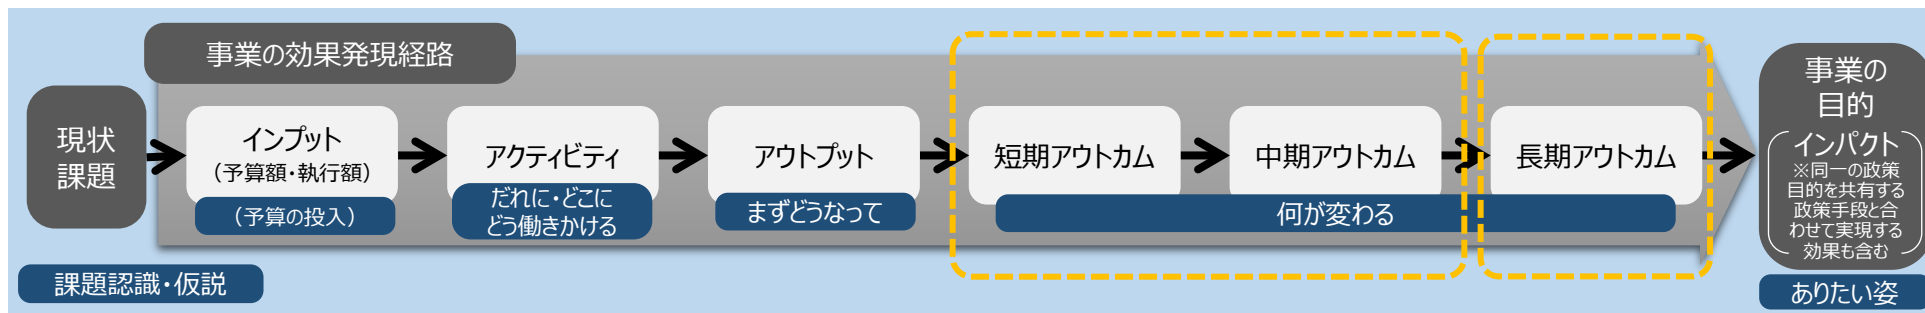 事業の効果発現経路
現状
課題
インプット
（予算額・執行額）
（予算の投入）
アクティビティ
だれに・どこに
どう働きかける
アウトプット
まずどうなって
短期アウトカム
中期アウトカム
長期アウトカム
何が変わる
事業の
目的
インパクト
※同一の政策
目的を共有する
政策手段と合
わせて実現する
効果も含む
課題認識・仮説
ありたい姿